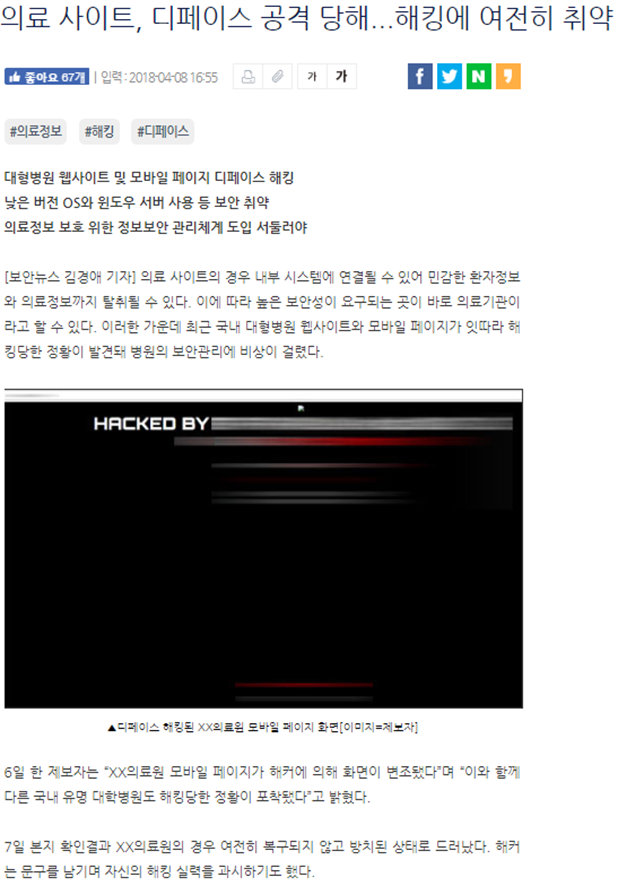 의료 사이트, 디페이스 공격 당해...해킹에 여전히 취약
좋아요 67개 | 입력 : 2018-04-08 16:55
가 가
f N
#의료정보 #해킹 #디페이스
대형병원 웹사이트 및 모바일 페이지 디페이스 해킹
낮은 버전 OS와 윈도우 서버 사용 등 보안 취약
의료정보 보호 위한 정보보안 관리체계 도입 서둘러야
[보안뉴스 김경애 기자] 의료 사이트의 경우 내부 시스템에 연결될 수 있어 민감한 환자정보
와 의료정보까지 탈취될 수 있다. 이에 따라 높은 보안성이 요구되는 곳이 바로 의료기관이
라고 할 수 있다. 이러한 가운데 최근 국내 대형병원 웹사이트와 모바일 페이지가 잇따라 해
킹당한 정황이 발견돼 병원의 보안관리에 비상이 걸렸다.
HACKED BY
▲디페이스 해킹된 XX의료원 모바일 페이지 화면[이미지=제보자]
6일 한 제보자는 “XX의료원 모바일 페이지가 해커에 의해 화면이 변조됐다”며 “이와 함께
다른 국내 유명 대학병원도 해킹당한 정황이 포착됐다”고 밝혔다.
7일 본지 확인결과 XX의료원의 경우 여전히 복구되지 않고 방치된 상태로 드러났다. 해커
는 문구를 남기며 자신의 해킹 실력을 과시하기도 했다.